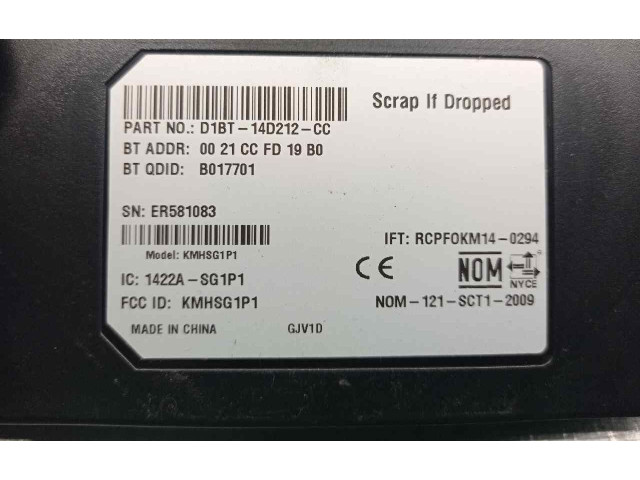 Scrap If Dropped
PART NO.: D1BT-14D212-CC
BT ADDR: 00 21 CC FD 19 B0
BT QDID: B017701
SN: ER581083
Model: KMHSG1P1
IFT: RCPFOKM14-0294
IC: 1422A-SG1P1
CE NOM
NYCE
FCC ID: KMHSG1P1
NOM-121-SCT1-2009
MADE IN CHINA GJV1D